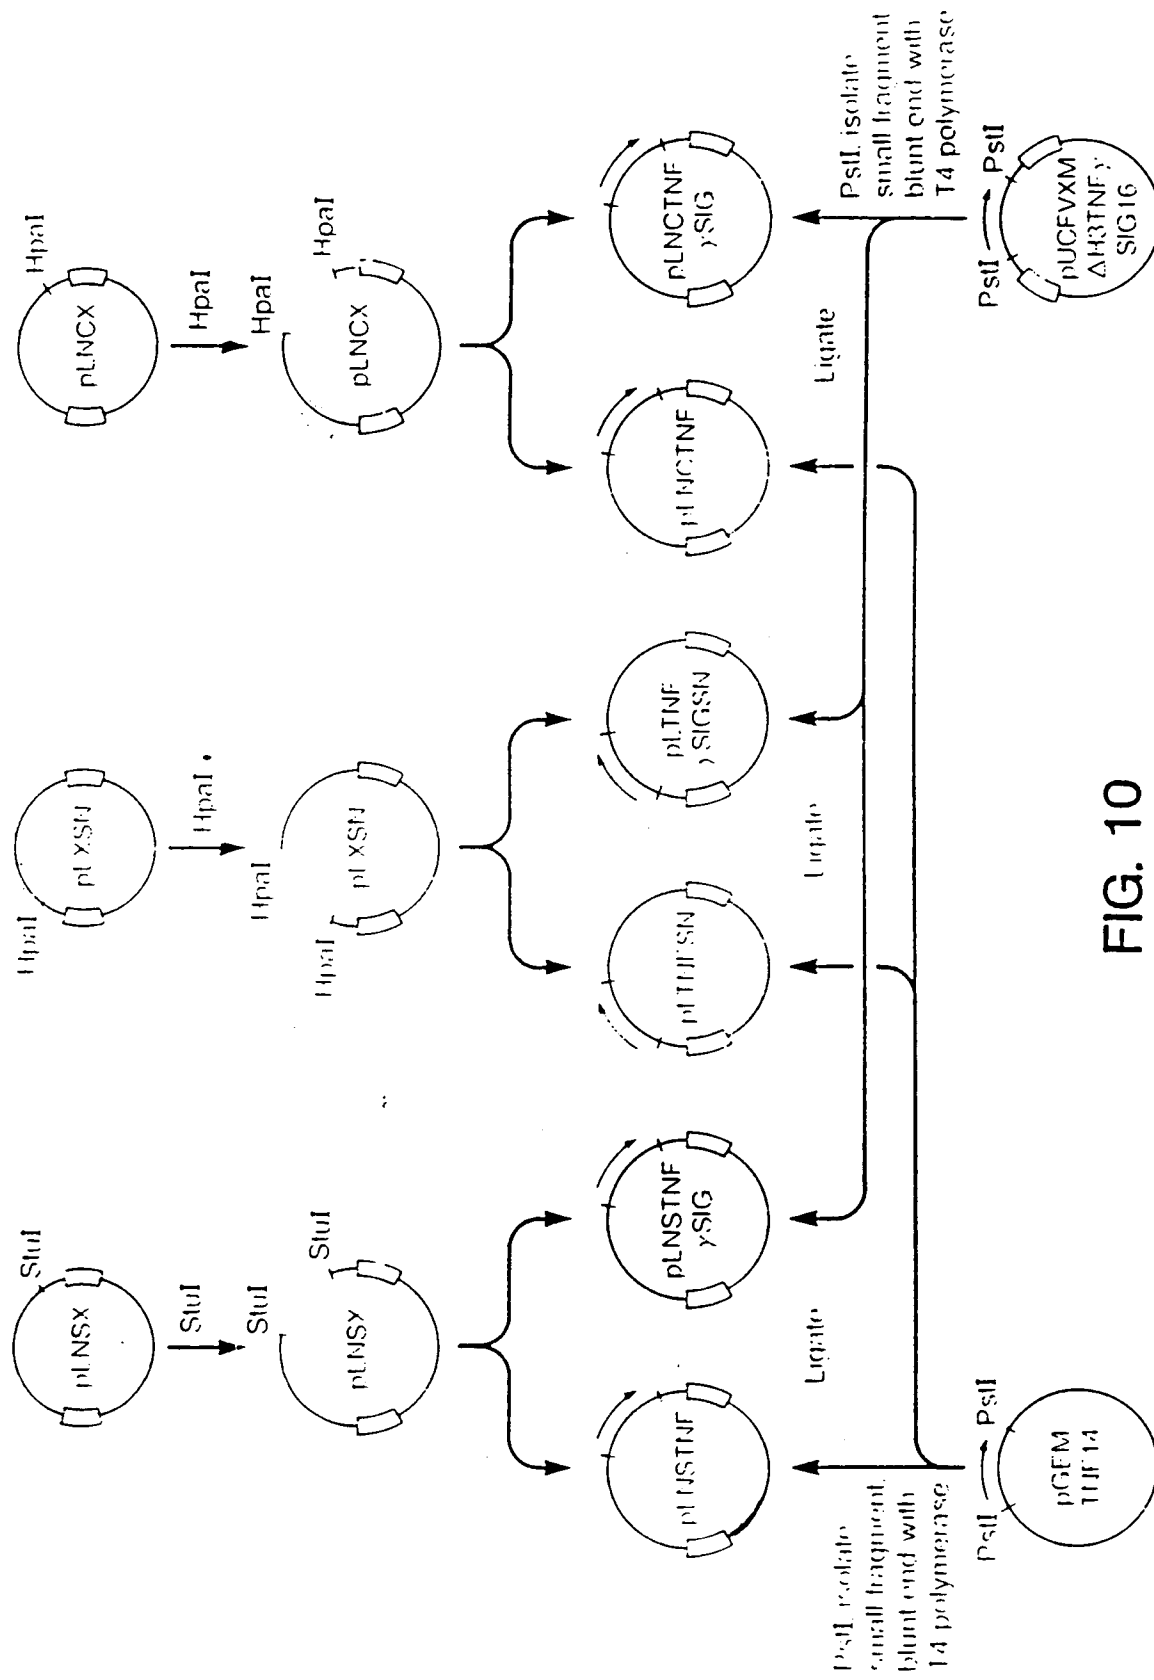 pLNSX
StuI
StuI
StuI
StuI
pLNSX
pLNSTNF
pLNSTNF
γSIG
HpaI
pLXSN
HpaI
HpaI
HpaI
pLXSN
pLTNFSN
pLTNF
γSIGSN
HpaI
pLNCX
HpaI
HpaI
HpaI
pLNCX
pLNCTNF
pLNCTNF
γSIG
Ligate
Ligate
Ligate
PstI, isolate
small fragment,
blunt end with
T4 polymerase
PstI
PstI
pGEM
TNF14
PstI, isolate
small fragment
blunt end with
T4 polymerase
PstI
PstI
pUCFVXM
ΔH3TNFγ
SIG16
FIG. 10